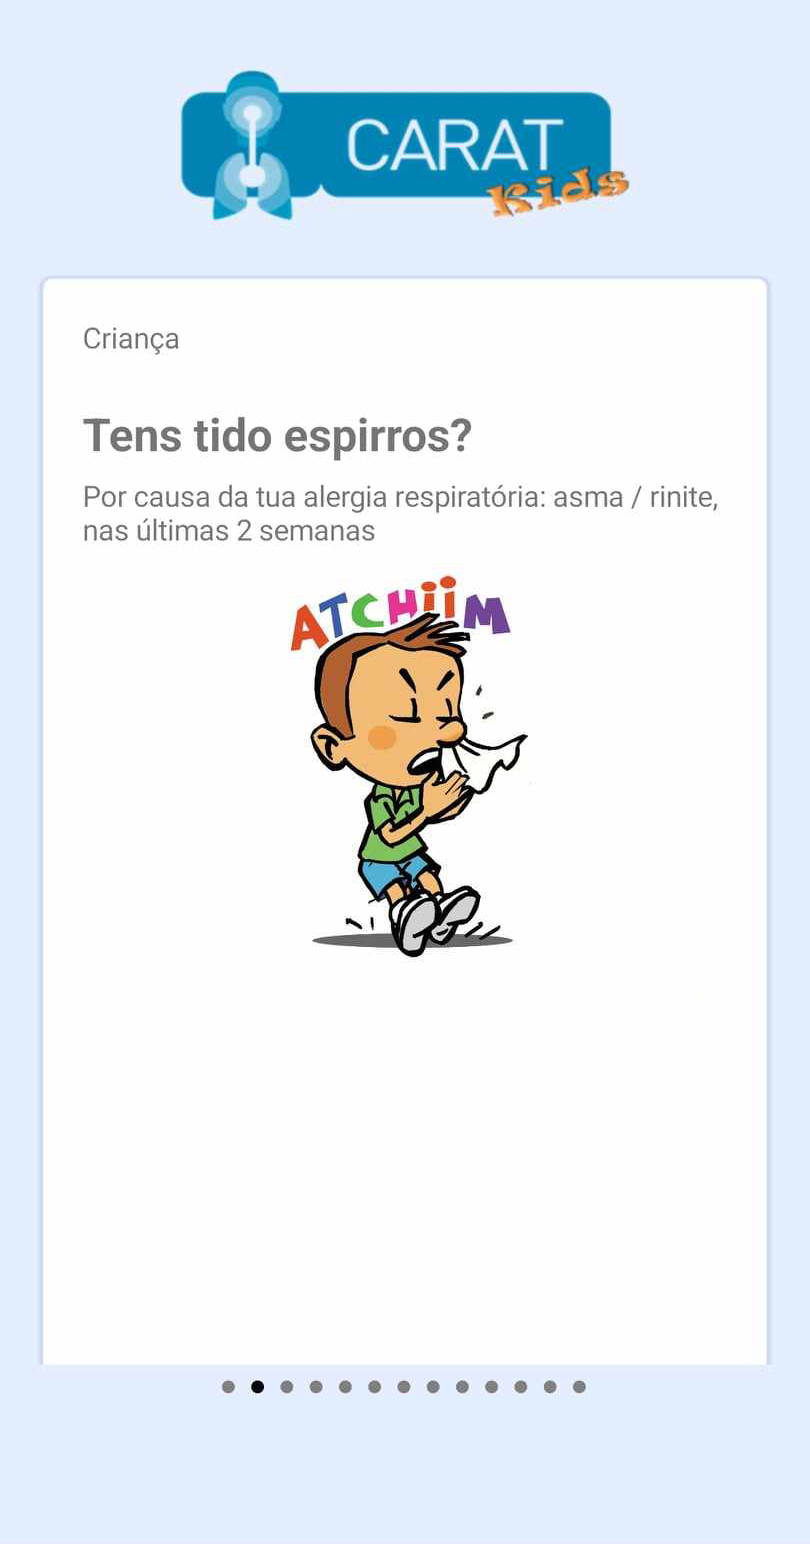 CARAT
Kids
Criança
Tens tido espirros?
Por causa da tua alergia respiratória: asma / rinite,
nas últimas 2 semanas
ATCHiiM